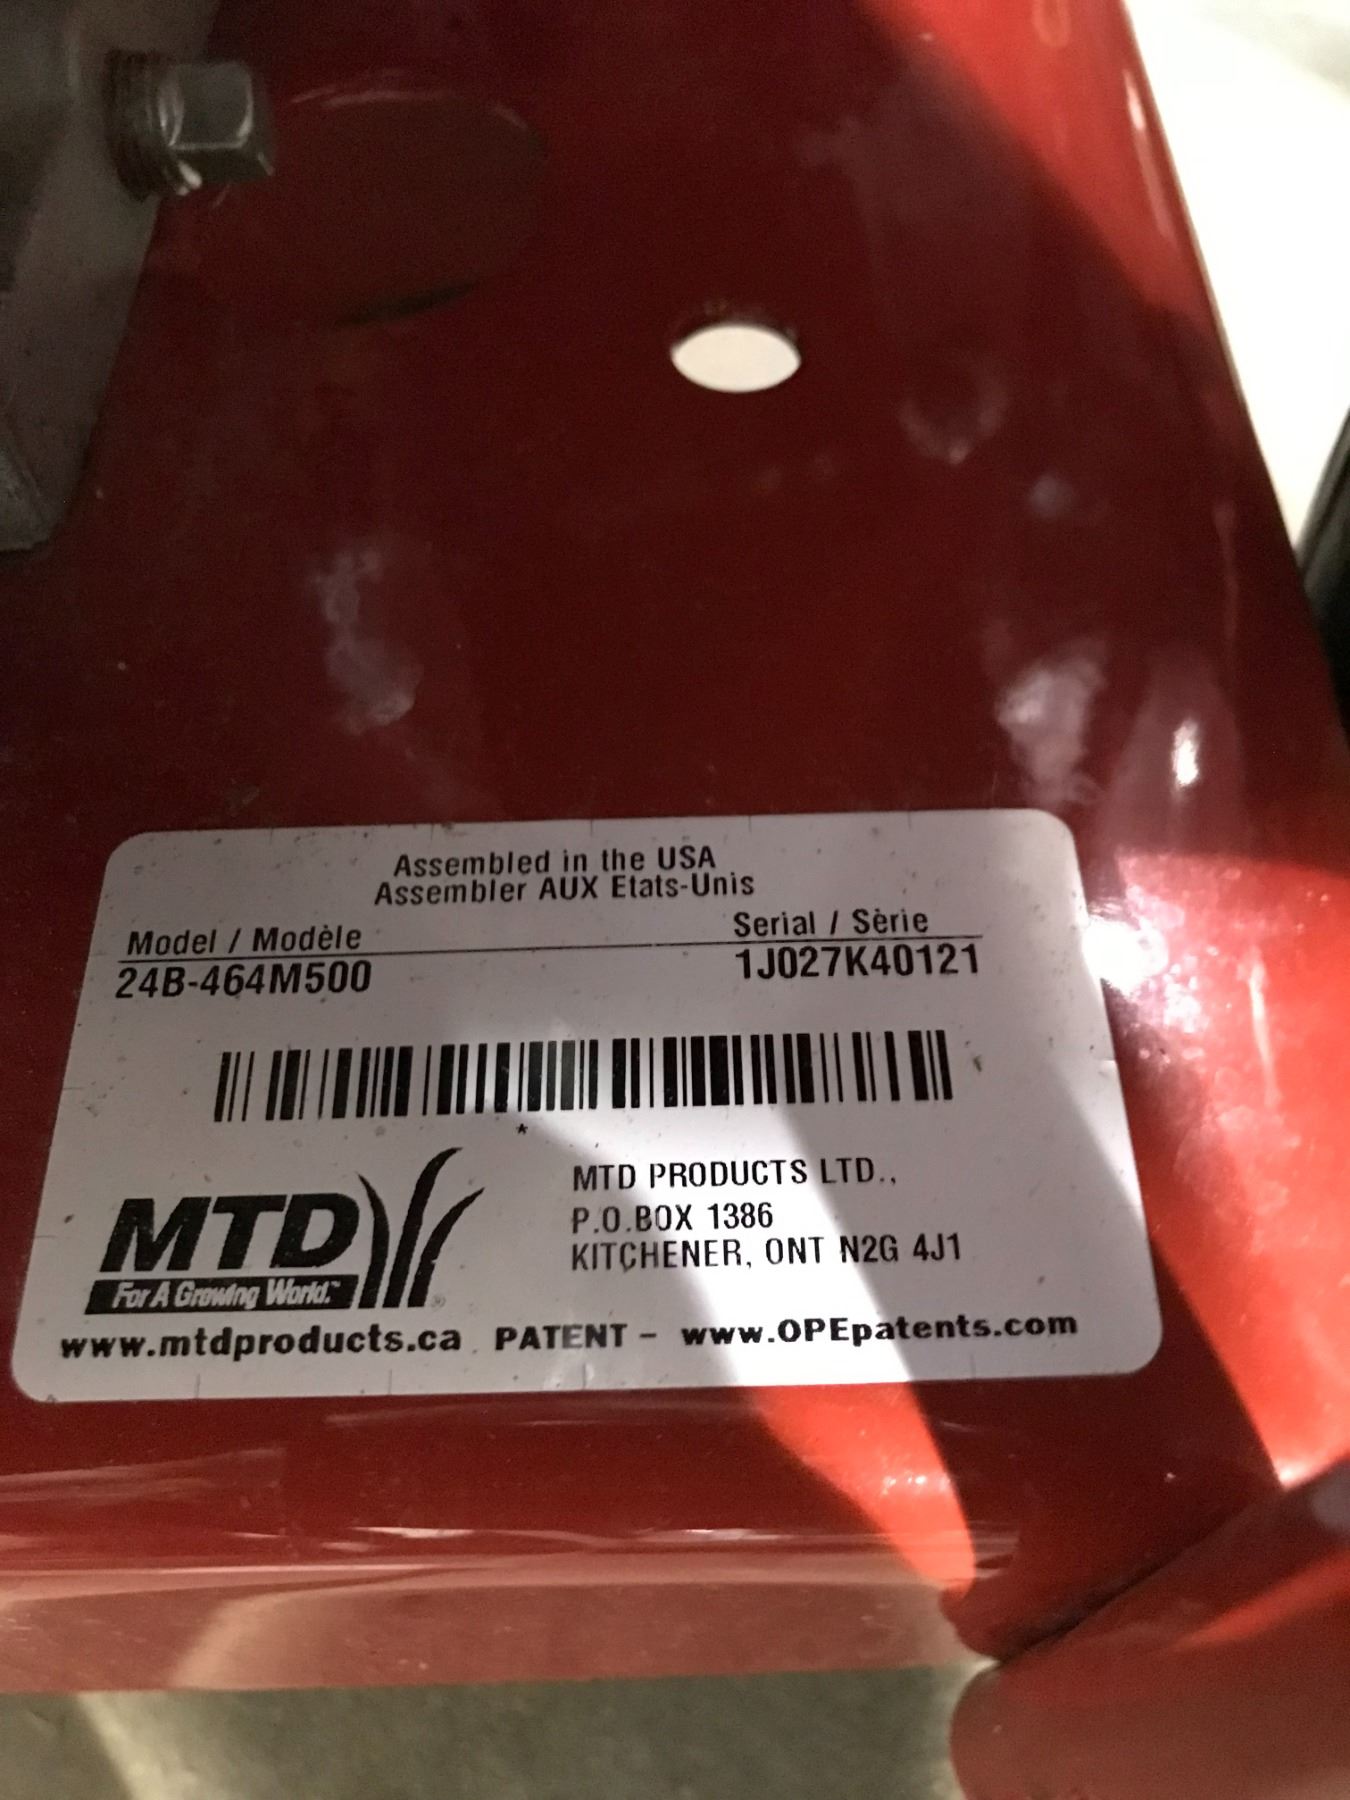 Assembled in the USA
Assembler AUX Etats-Unis
Model / Modèle
Serial / Sèrie
24B-464M500
1J027K40121
*
MTD
For A Growing World.™
®
MTD PRODUCTS LTD.,
P.O.BOX 1386
KITCHENER, ONT N2G 4J1
www.mtdproducts.ca PATENT - www.OPEpatents.com